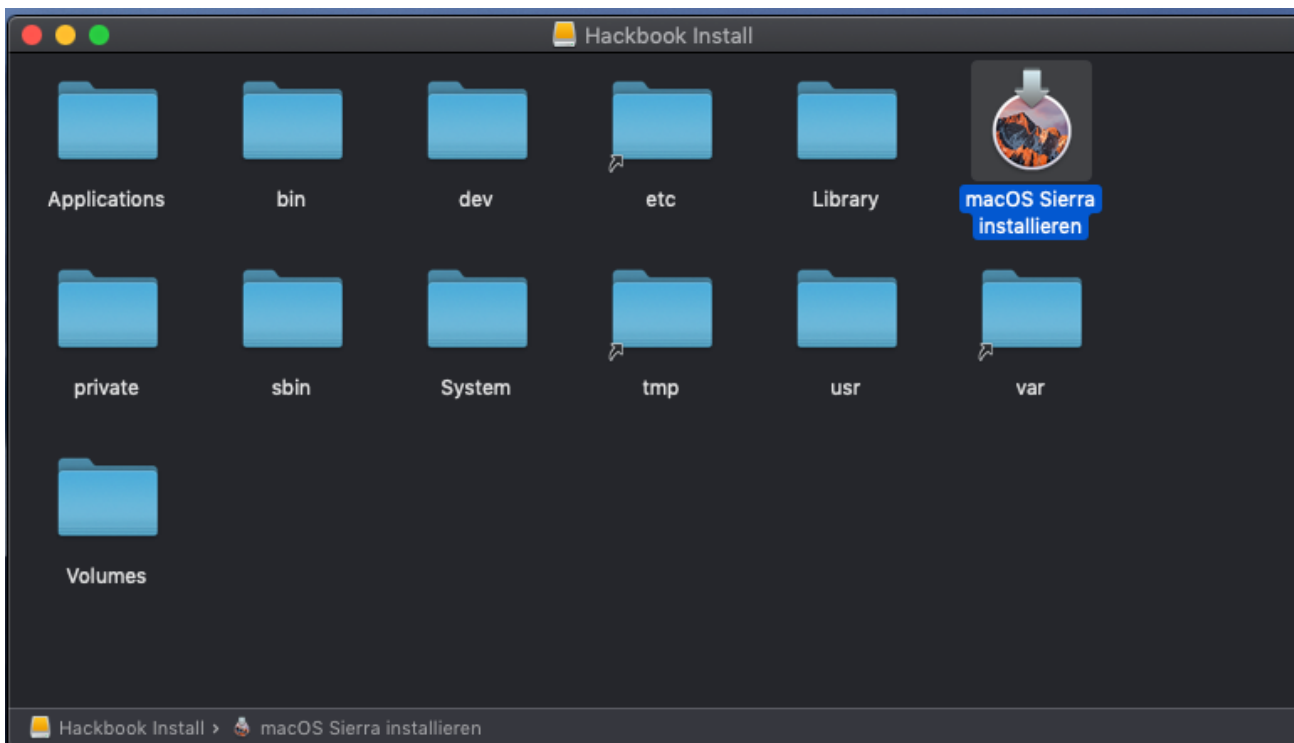 Hackbook Install
Applications
bin
dev
etc
Library
macOS Sierra
installieren
private
sbin
System
tmp
usr
var
Volumes
Hackbook Install › macOS Sierra installieren